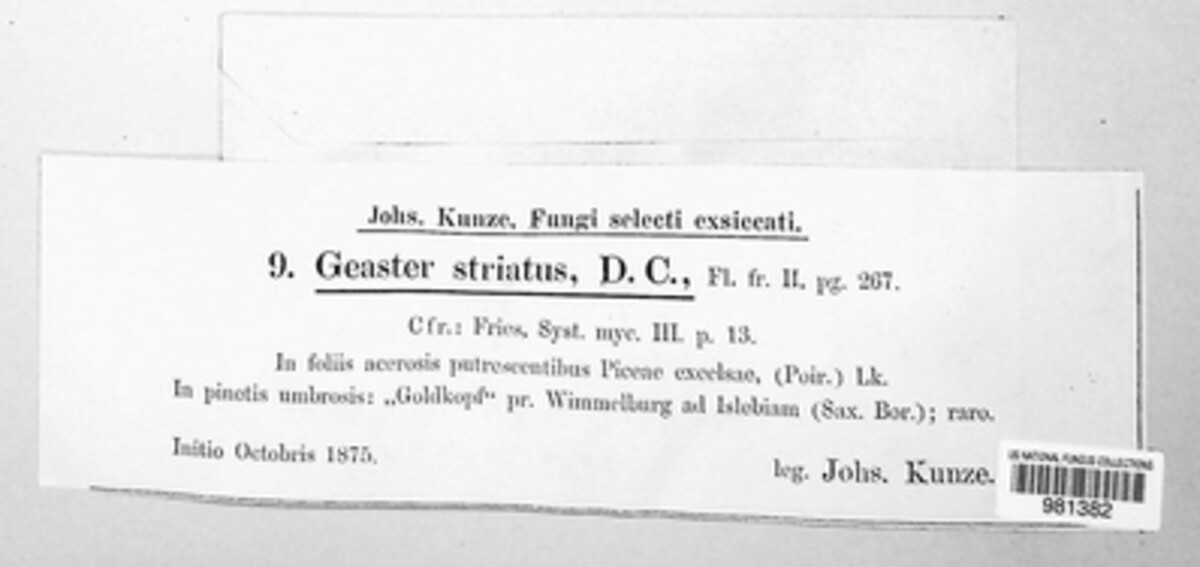 Johs. Kunze, Fungi selecti exsiccati.
9. Geaster striatus, D. C., Fl. fr. II, pg. 267.
Cfr.: Fries, Syst. myc. III. p. 13.
In foliis acerosis putrescentibus Piceae excelsae, (Poir.) Lk.
In pinetis umbrosis: „Goldkopf“ pr. Wimmelburg ad Islebiam (Sax. Bor.); raro.
Initio Octobris 1875.
leg. Johs. Kunze.
US NATIONAL FUNGUS COLLECTIONS
981382